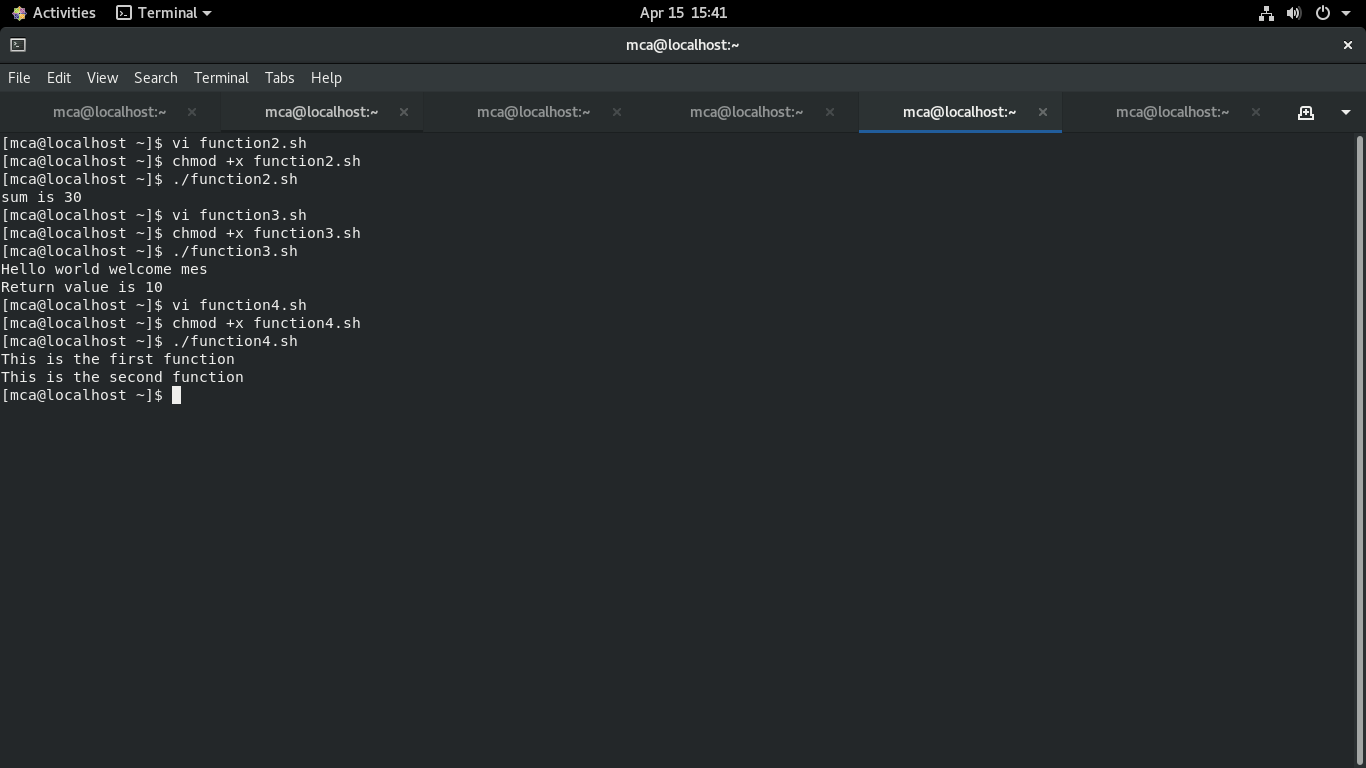 Activities Terminal Apr 15 15:41
mca@localhost:~
File Edit View Search Terminal Tabs Help
mca@localhost:~ mca@localhost:~ mca@localhost:~ mca@localhost:~ mca@localhost:~ mca@localhost:~
[mca@localhost ~]$ vi function2.sh
[mca@localhost ~]$ chmod +x function2.sh
[mca@localhost ~]$ ./function2.sh
sum is 30
[mca@localhost ~]$ vi function3.sh
[mca@localhost ~]$ chmod +x function3.sh
[mca@localhost ~]$ ./function3.sh
Hello world welcome mes
Return value is 10
[mca@localhost ~]$ vi function4.sh
[mca@localhost ~]$ chmod +x function4.sh
[mca@localhost ~]$ ./function4.sh
This is the first function
This is the second function
[mca@localhost ~]$